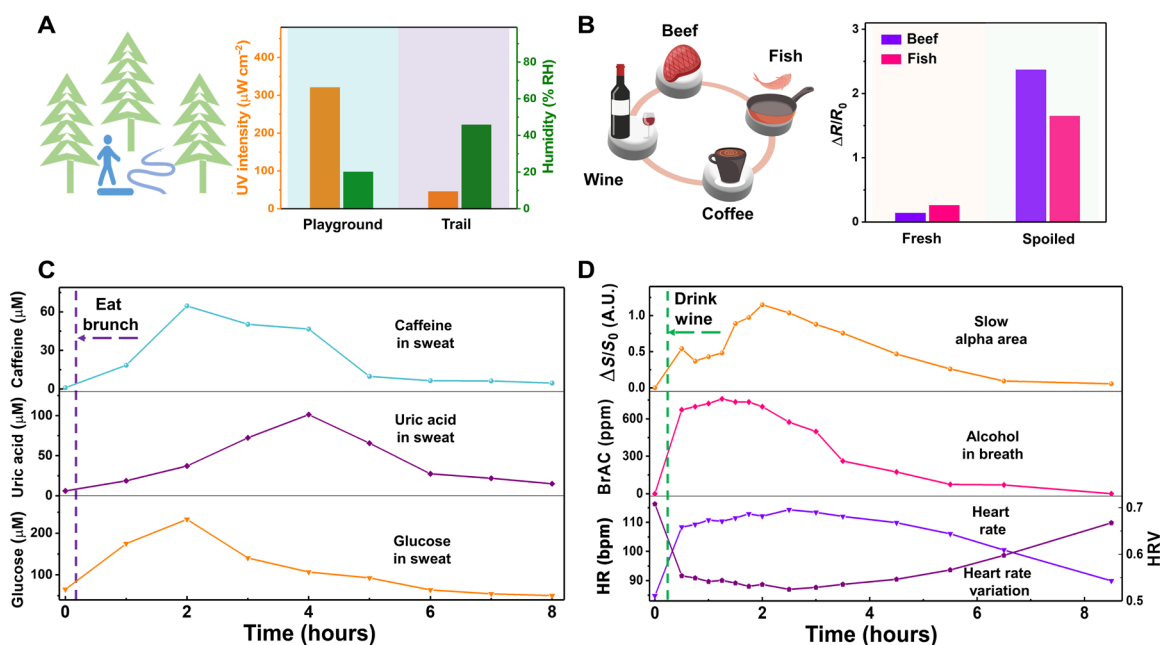 A
UV intensity (μW cm⁻²)
400
300
200
100
0
Humidity (% RH)
80
60
40
20
0
Playground
Trail
B
Beef
Fish
Wine
Coffee
ΔR/R₀
3
2
1
0
Beef
Fish
Fresh
Spoiled
C
Eat
brunch
Caffeine (μM)
60
30
0
Caffeine
in sweat
Uric acid (μM)
100
50
0
Uric acid
in sweat
Glucose (μM)
200
100
Glucose
in sweat
0
2
4
6
8
Time (hours)
D
Drink
wine
ΔS/S₀ (A.U.)
1.0
0.5
0.0
Slow
alpha area
BrAC (ppm)
600
300
0
Alcohol
in breath
HR (bpm)
110
100
90
Heart
rate
Heart rate
variation
HRV
0.7
0.6
0.5
0
2
4
6
8
Time (hours)